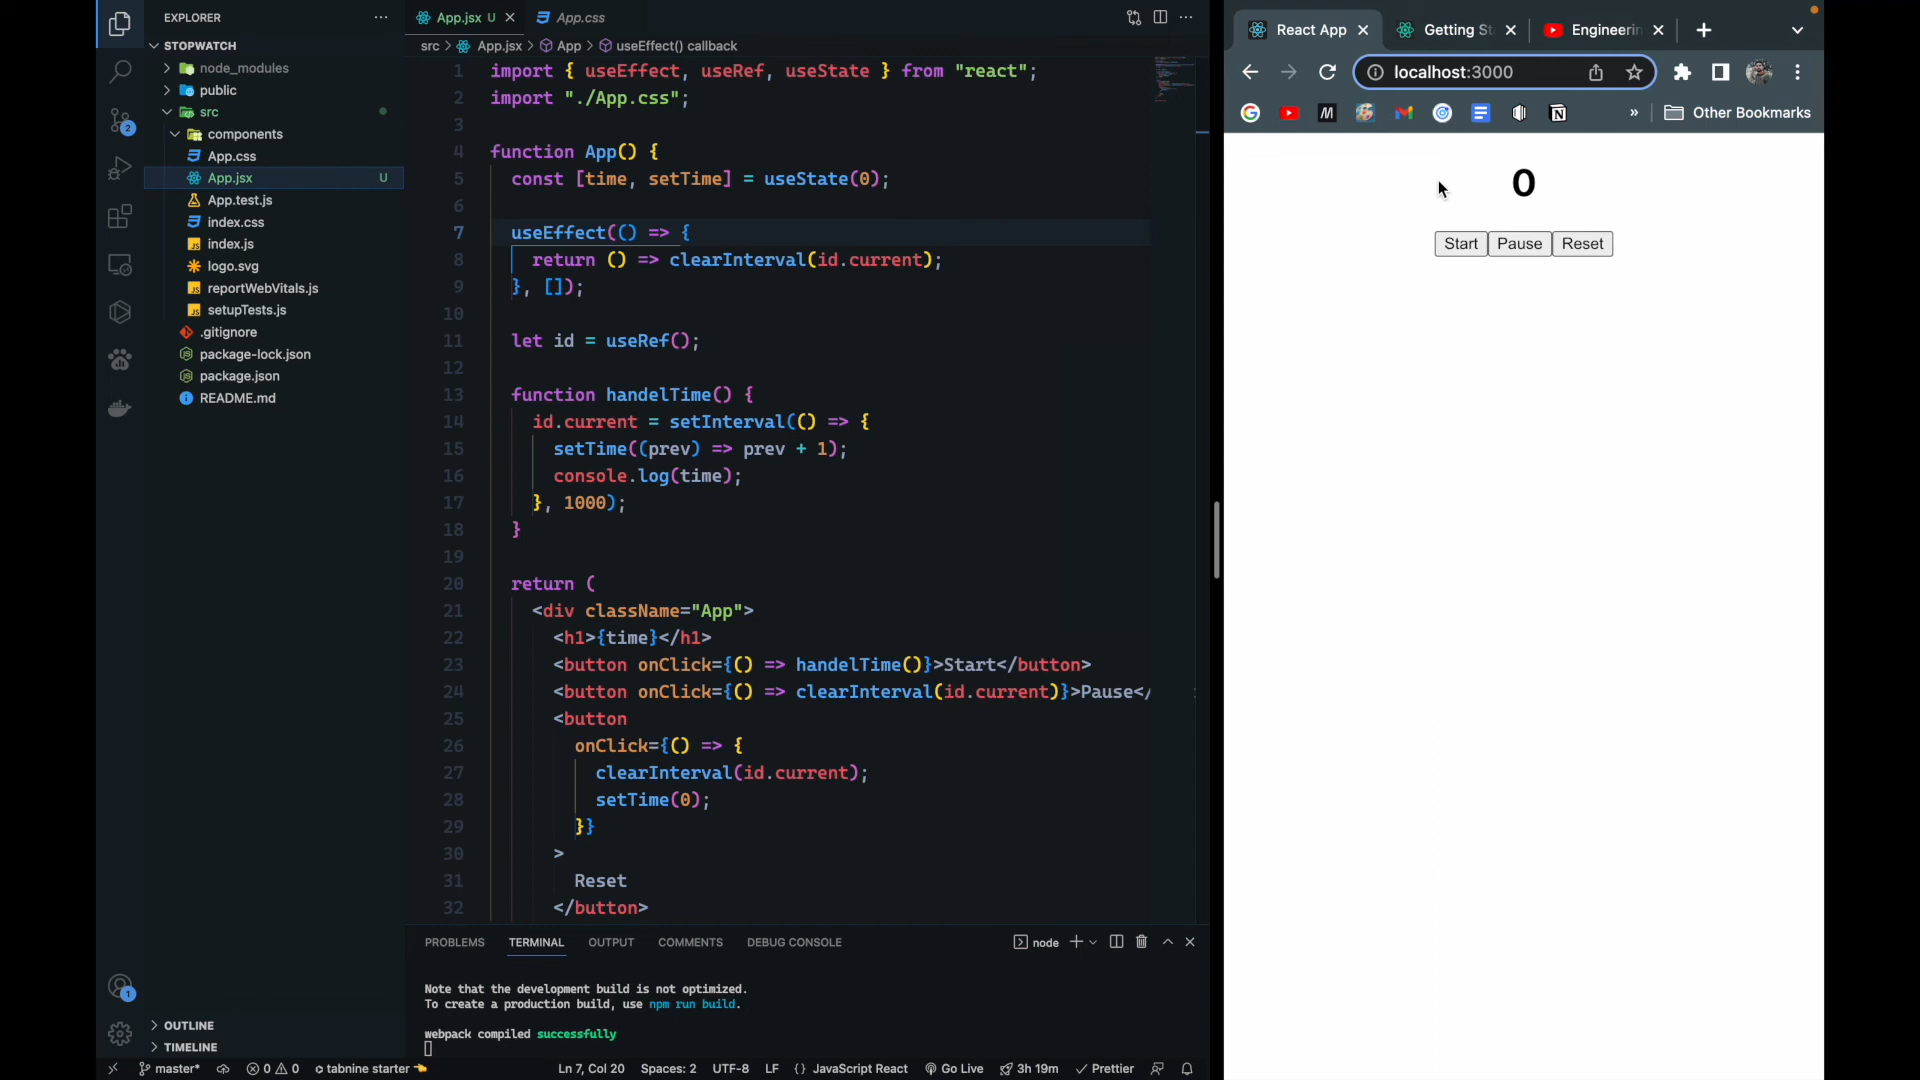 EXPLORER
STOPWATCH
node_modules
public
src
components
App.css
App.jsx U
App.test.js
index.css
index.js
logo.svg
reportWebVitals.js
setupTests.js
.gitignore
package-lock.json
package.json
README.md
OUTLINE
TIMELINE
2
1
App.jsx U
App.css
src > App.jsx > App > useEffect() callback
1 import { useEffect, useRef, useState } from "react";
2 import "./App.css";
3
4 function App() {
5 const [time, setTime] = useState(0);
6
7 useEffect(() => {
8 return () => clearInterval(id.current);
9 }, []);
10
11 let id = useRef();
12
13 function handelTime() {
14 id.current = setInterval(() => {
15 setTime((prev) => prev + 1);
16 console.log(time);
17 }, 1000);
18 }
19
20 return (
21 <div className="App">
22 <h1>{time}</h1>
23 <button onClick={() => handelTime()}>Start</button>
24 <button onClick={() => clearInterval(id.current)}>Pause</
25 <button
26 onClick={() => {
27 clearInterval(id.current);
28 setTime(0);
29 }}
30 >
31 Reset
32 </button>
PROBLEMS TERMINAL OUTPUT COMMENTS DEBUG CONSOLE
node
Note that the development build is not optimized.
To create a production build, use npm run build.
webpack compiled successfully
master* 0 0 tabnine starter Ln 7, Col 20 Spaces: 2 UTF-8 LF {} JavaScript React Go Live 3h 19m Prettier
React App Getting St Engineerin
localhost:3000
» Other Bookmarks
0
Start Pause Reset